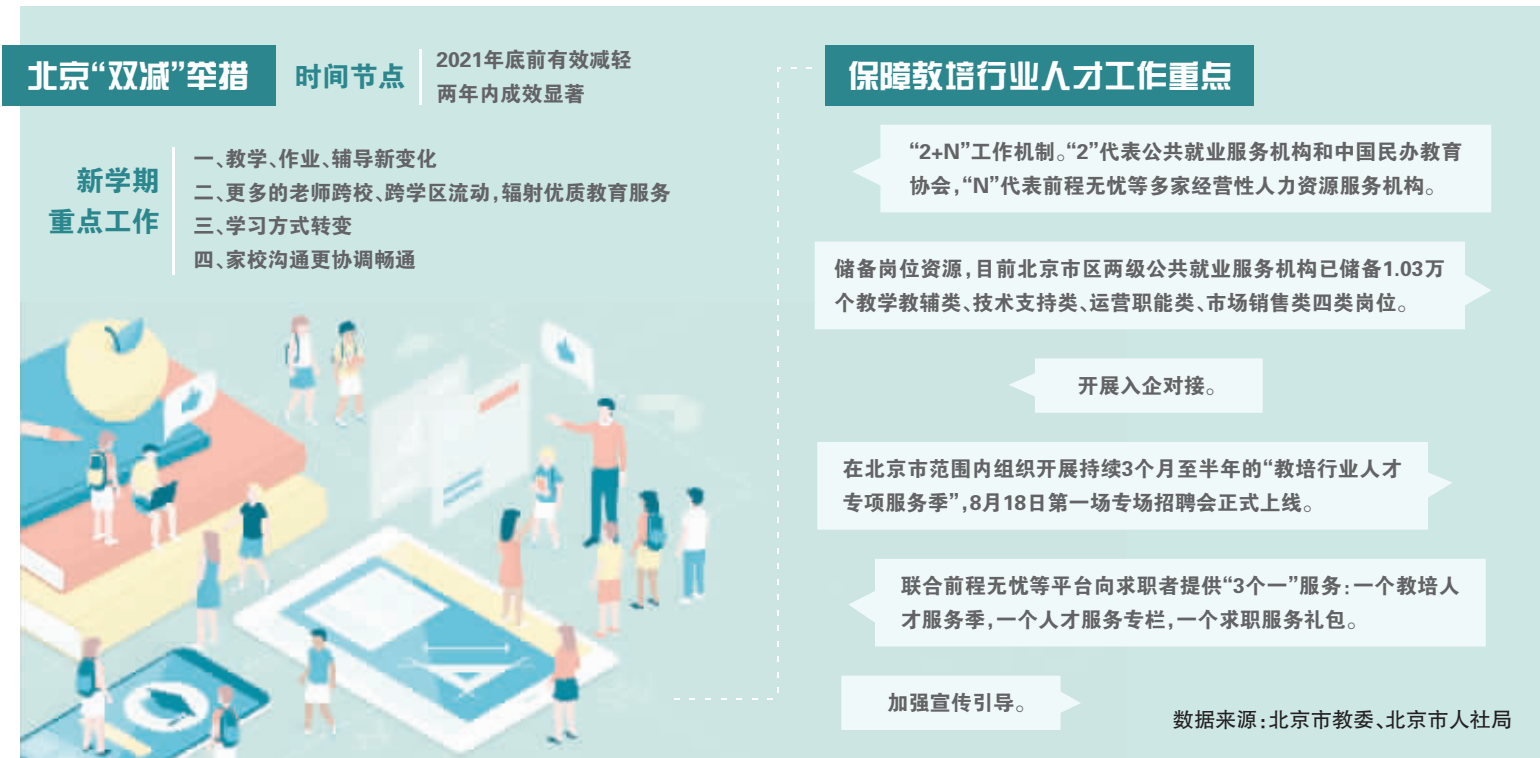 北京“双减”举措
时间节点
2021年底前有效减轻
两年内成效显著
新学期
重点工作
一、教学、作业、辅导新变化
二、更多的老师跨校、跨学区流动，辐射优质教育服务
三、学习方式转变
四、家校沟通更协调畅通
保障教培行业人才工作重点
“2+N”工作机制。“2”代表公共就业服务机构和中国民办教育
协会，“N”代表前程无忧等多家经营性人力资源服务机构。
储备岗位资源，目前北京市区两级公共就业服务机构已储备1.03万
个教学教辅类、技术支持类、运营职能类、市场销售类四类岗位。
开展入企对接。
在北京市范围内组织开展持续3个月至半年的“教培行业人才
专项服务季”，8月18日第一场专场招聘会正式上线。
联合前程无忧等平台向求职者提供“3个一”服务：一个教培人
才服务季，一个人才服务专栏，一个求职服务礼包。
加强宣传引导。
数据来源：北京市教委、北京市人社局